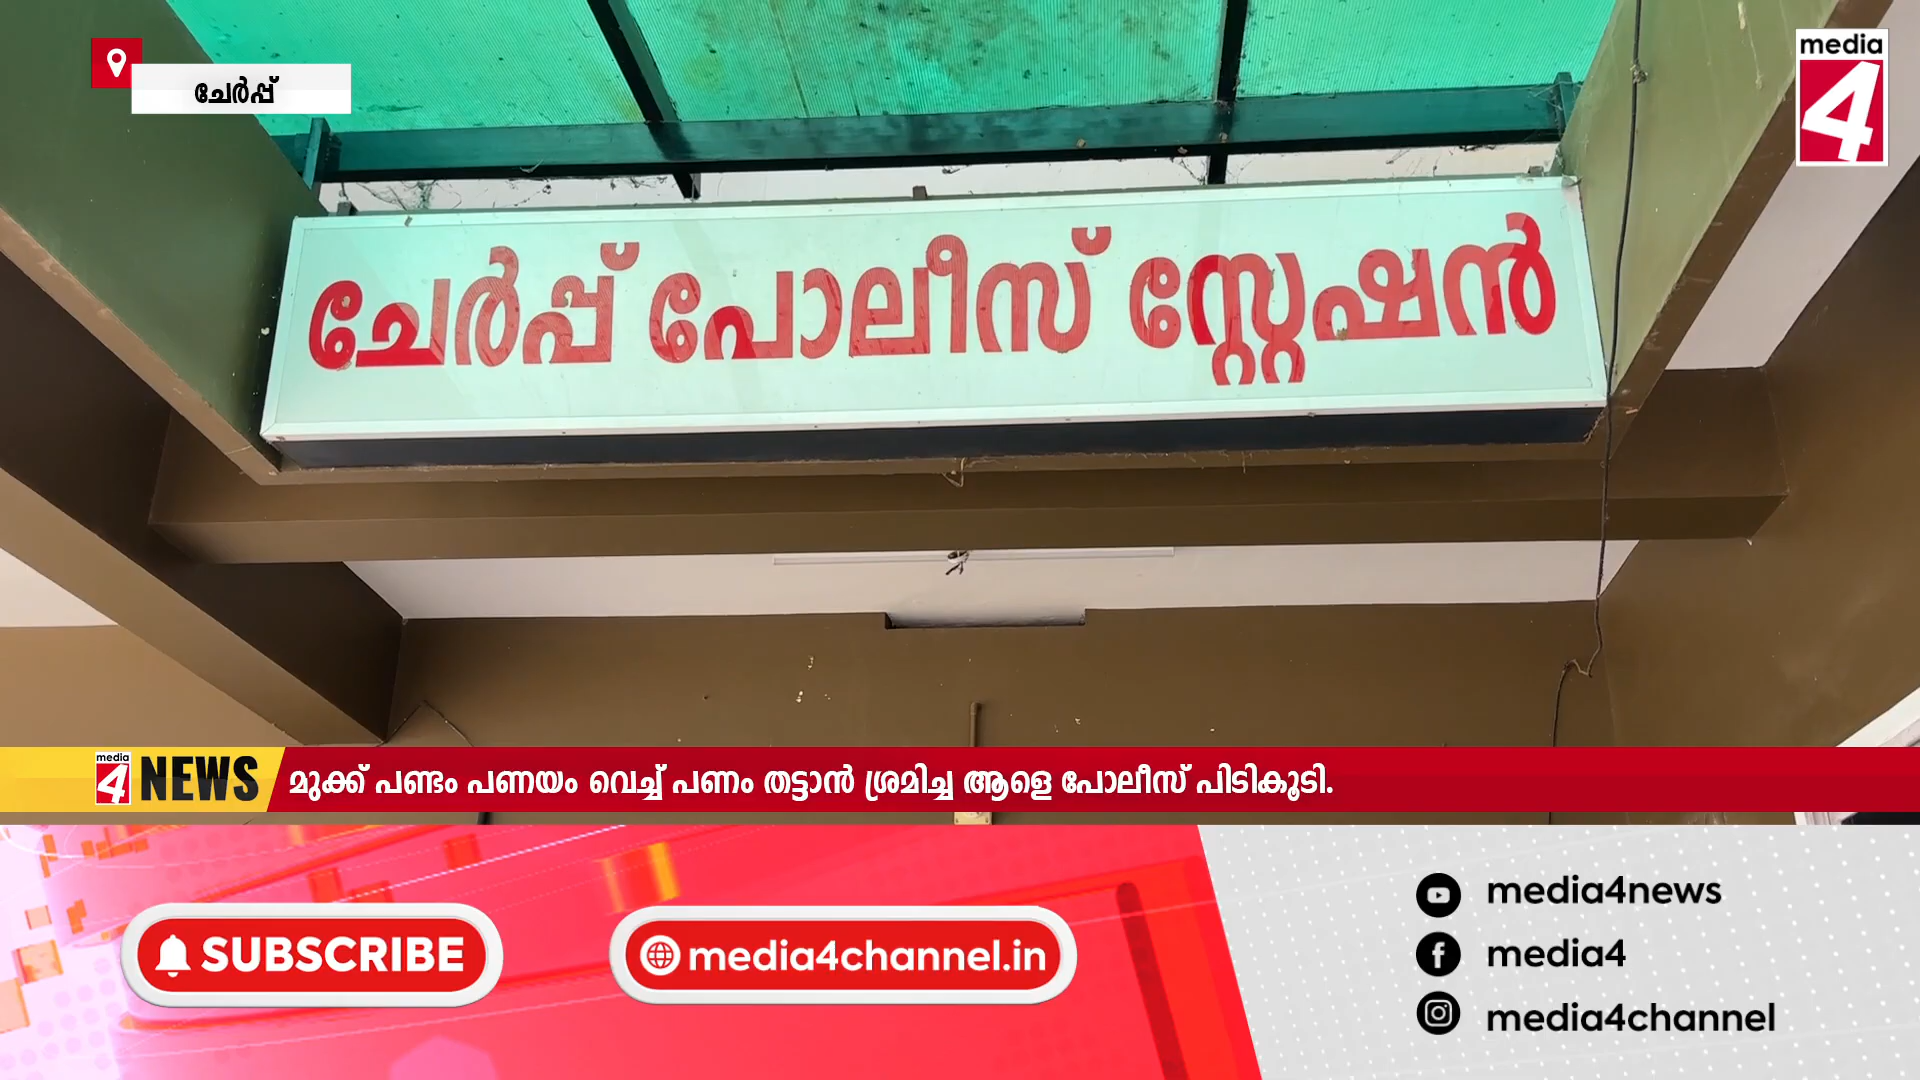 ചേർപ്പ്
media
4
ചേർപ്പ് പോലീസ് സ്റ്റേഷൻ
media
4 NEWS
മുക്ക് പണ്ടം പണയം വെച്ച് പണം തട്ടാൻ ശ്രമിച്ച ആളെ പോലീസ് പിടികൂടി.
SUBSCRIBE
media4channel.in
media4news
media4
media4channel